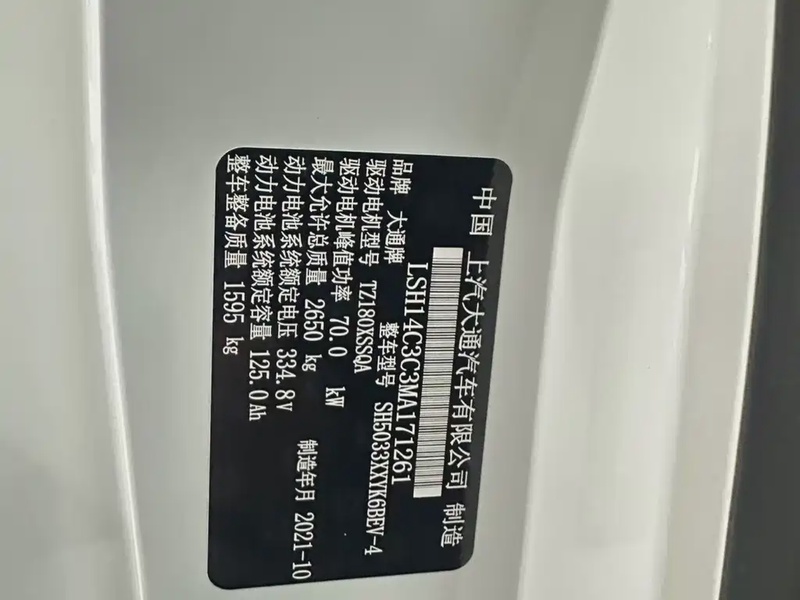 中国 上汽大通汽车有限公司 制造
LSH14C3C3MA171261
品牌 大通牌 整车型号 SH5033XXYK6BEV-4
驱动电机型号 TZ180XSSQA
驱动电机峰值功率 70.0 kW
最大允许总质量 2650 kg 制造年月 2021-10
动力电池系统额定电压 334.8V
动力电池系统额定容量 125.0Ah
整车整备质量 1595 kg